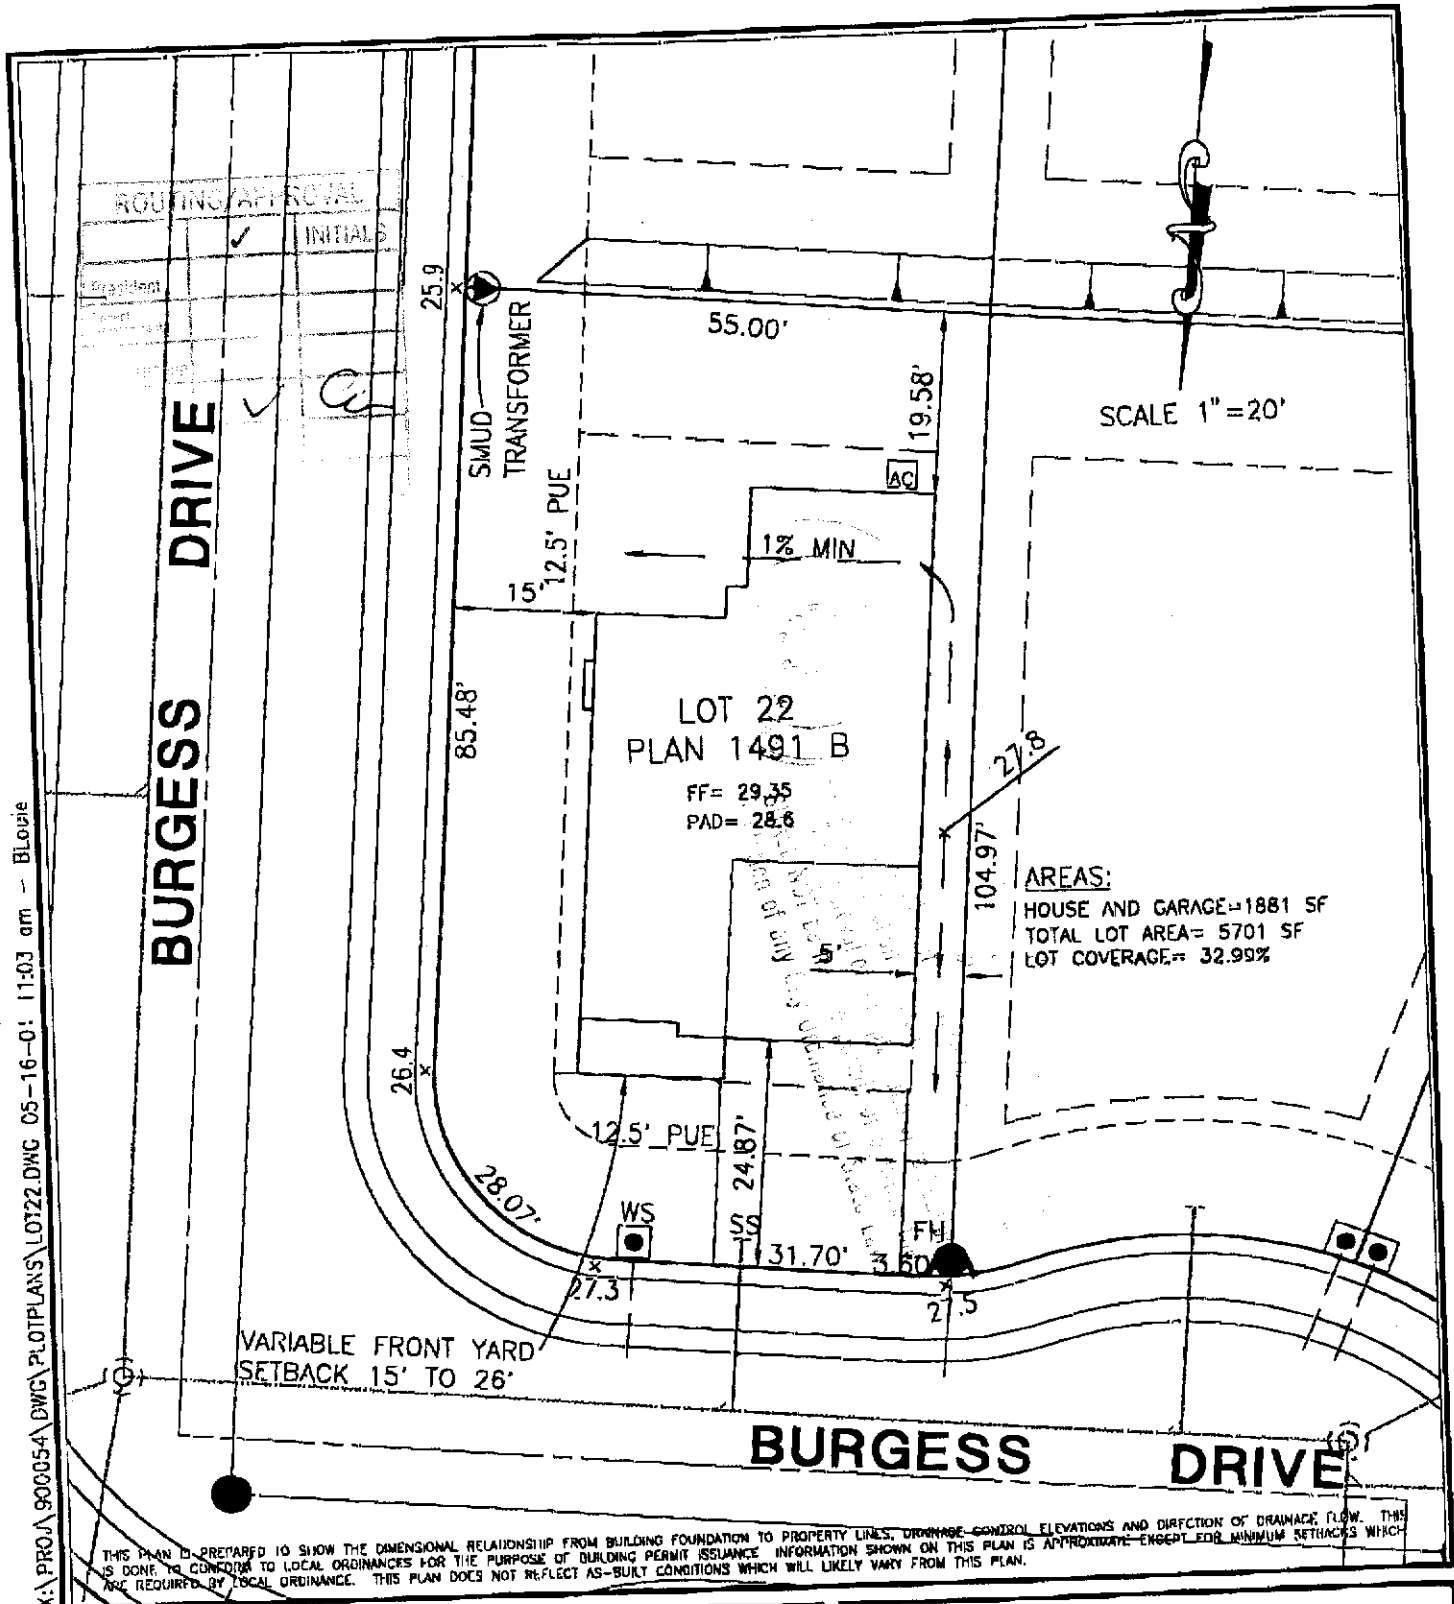 ROUTING/APPROVAL
INITIALS
President
25.9
SMUD
TRANSFORMER
55.00'
19.58'
SCALE 1"=20'
AC
12.5' PUE
1% MIN
15'
BURGESS DRIVE
85.48'
LOT 22
PLAN 1491 B
FF= 29.35
PAD= 28.6
27.8
104.97'
AREAS:
HOUSE AND GARAGE=1881 SF
TOTAL LOT AREA= 5701 SF
LOT COVERAGE= 32.99%
5'
26.4
12.5' PUE
24.87'
28.07'
WS
SS
FH
31.70'
3.60
27.3
27.5
VARIABLE FRONT YARD
SETBACK 15' TO 26'
BURGESS DRIVE
X:\PROJ\900054\DWG\PLOTPLANS\LOT22.DWG 05-16-01 11:03 am - BLouie
THIS PLAN IS PREPARED TO SHOW THE DIMENSIONAL RELATIONSHIP FROM BUILDING FOUNDATION TO PROPERTY LINES, DRAINAGE CONTROL ELEVATIONS AND DIRECTION OF DRAINAGE FLOW. THIS
IS DONE TO CONFORM TO LOCAL ORDINANCES FOR THE PURPOSE OF BUILDING PERMIT ISSUANCE INFORMATION SHOWN ON THIS PLAN IS APPROXIMATE EXCEPT FOR MINIMUM SETBACKS WHICH
ARE REQUIRED BY LOCAL ORDINANCE. THIS PLAN DOES NOT REFLECT AS-BUILT CONDITIONS WHICH WILL LIKELY VARY FROM THIS PLAN.